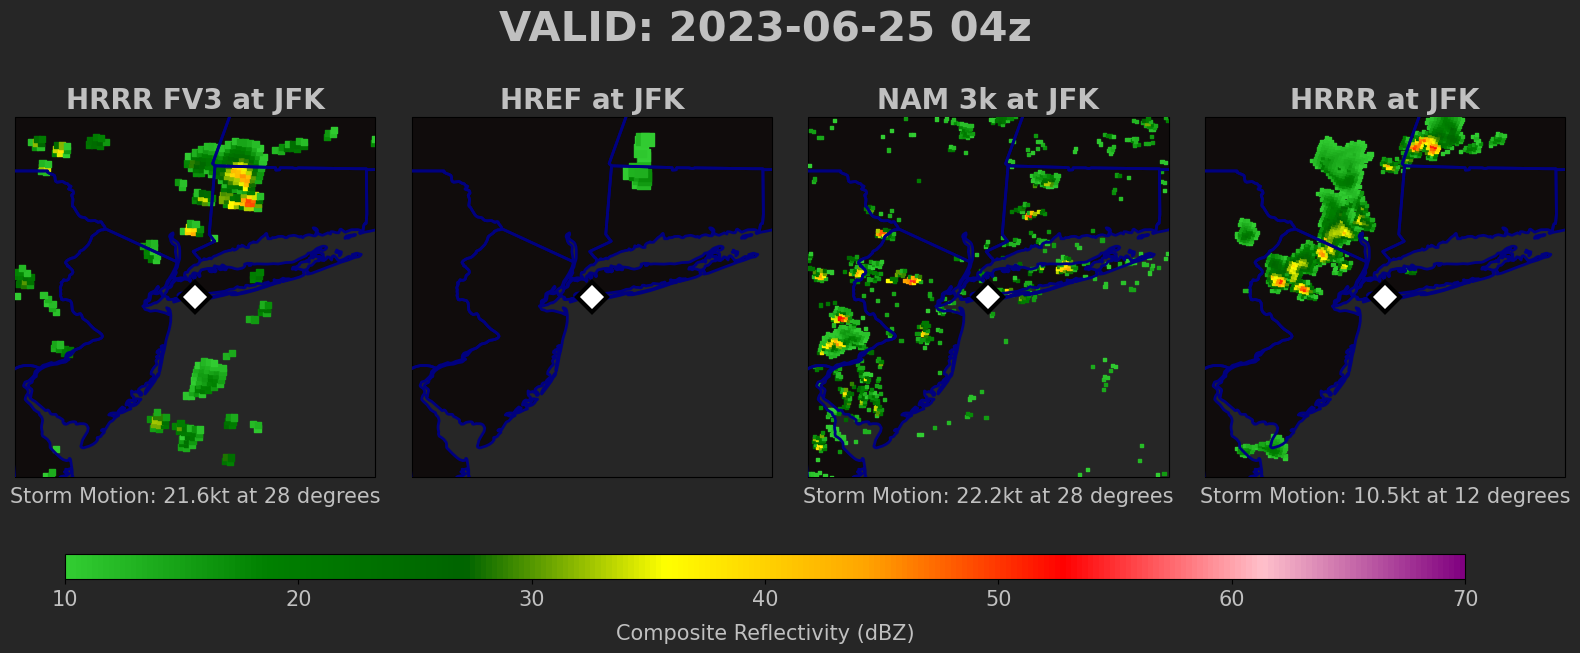 VALID: 2023-06-25 04z
HRRR FV3 at JFK
HREF at JFK
NAM 3k at JFK
HRRR at JFK
Storm Motion: 21.6kt at 28 degrees
Storm Motion: 22.2kt at 28 degrees
Storm Motion: 10.5kt at 12 degrees
10 20 30 40 50 60 70
Composite Reflectivity (dBZ)